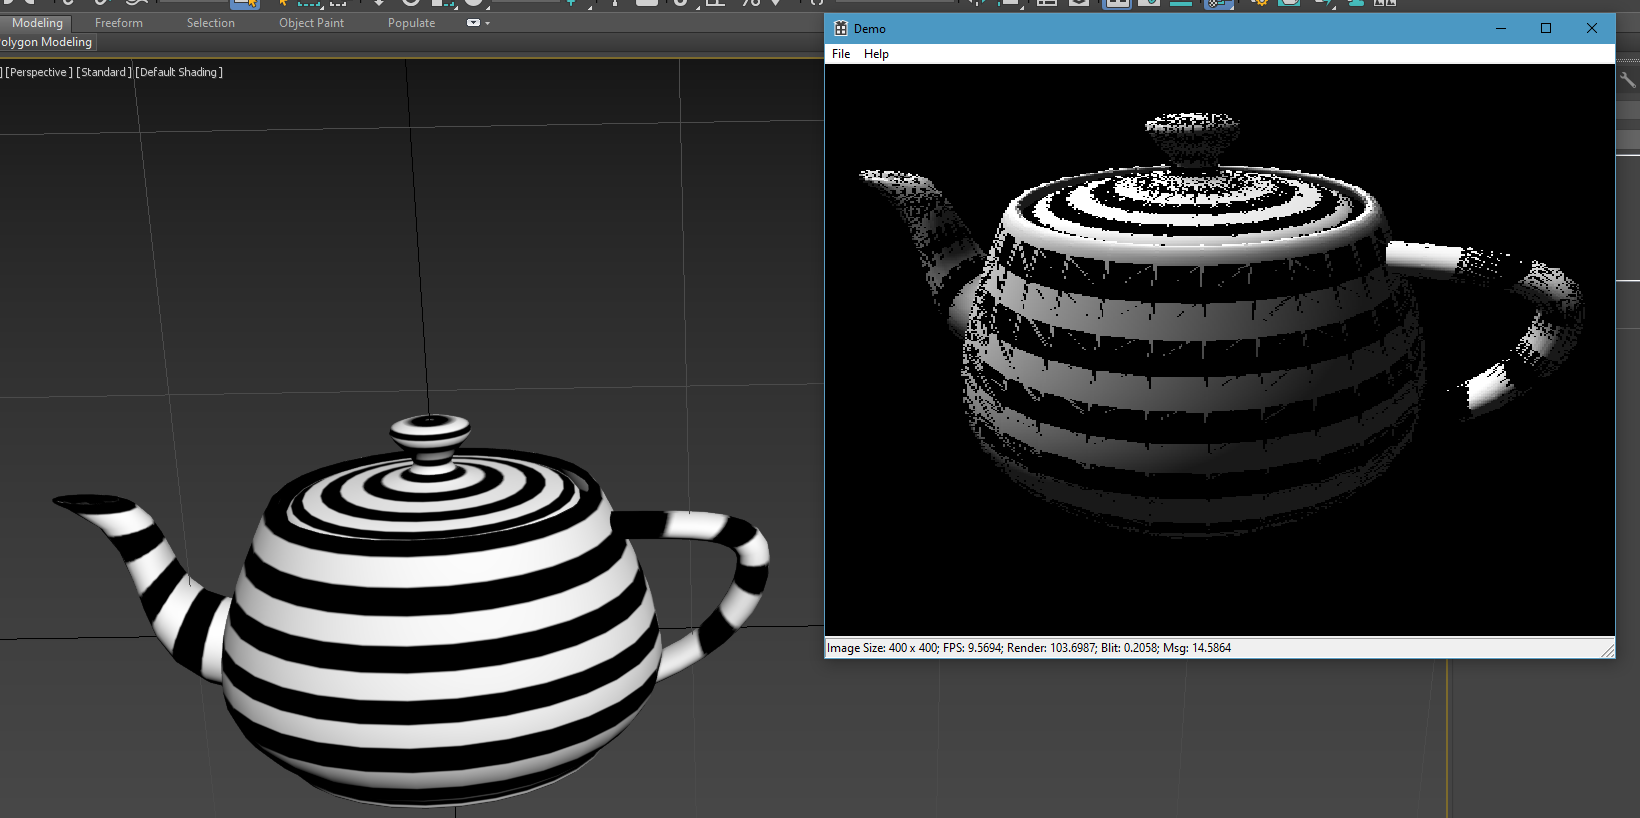 Modeling Freeform Selection Object Paint Populate
olygon Modeling
] [Perspective ] [Standard ] [Default Shading ]
Demo
File Help
Image Size: 400 x 400; FPS: 9.5694; Render: 103.6987; Blit: 0.2058; Msg: 14.5864